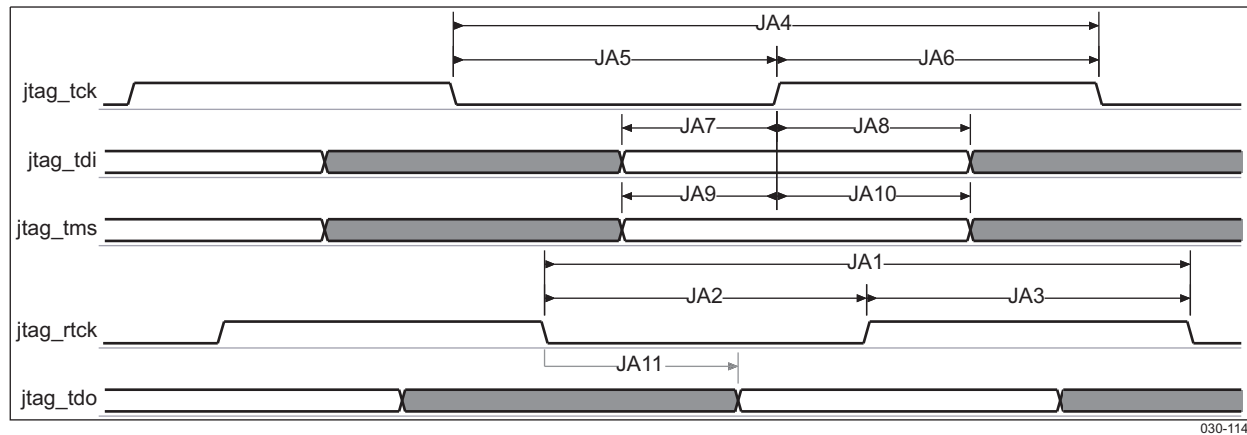 JA4
JA5 JA6
jtag_tck
JA7 JA8
jtag_tdi
JA9 JA10
jtag_tms
JA1
JA2 JA3
jtag_rtck
JA11
jtag_tdo
030-114